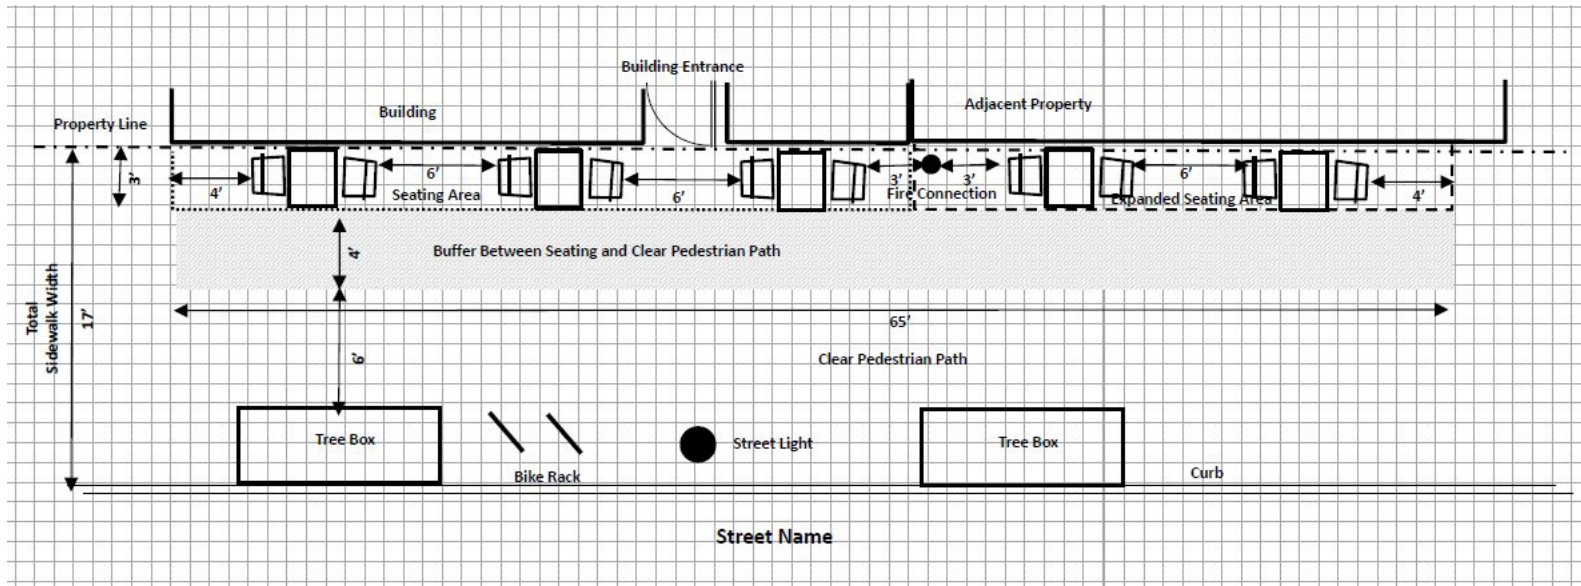 Building Entrance
Adjacent Property
Building
Property Line
3'
4'
6'
Seating Area
6'
3'
3'
Fire Connection
6'
Expanded Seating Area
4'
4'
Buffer Between Seating and Clear Pedestrian Path
Total
Sidewalk Width
17'
65'
6'
Clear Pedestrian Path
Tree Box
Bike Rack
Street Light
Tree Box
Curb
Street Name